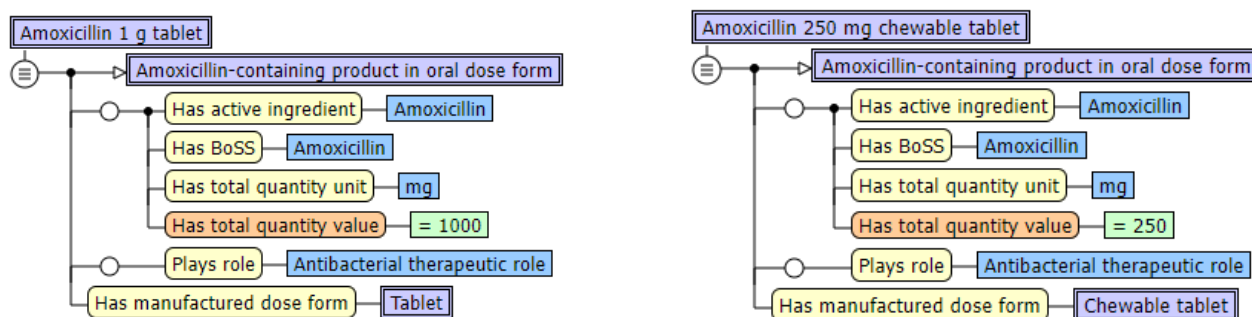 Amoxicillin 1 g tablet
Amoxicillin-containing product in oral dose form
Has active ingredient Amoxicillin
Has BoSS Amoxicillin
Has total quantity unit mg
Has total quantity value = 1000
Plays role Antibacterial therapeutic role
Has manufactured dose form Tablet
Amoxicillin 250 mg chewable tablet
Amoxicillin-containing product in oral dose form
Has active ingredient Amoxicillin
Has BoSS Amoxicillin
Has total quantity unit mg
Has total quantity value = 250
Plays role Antibacterial therapeutic role
Has manufactured dose form Chewable tablet